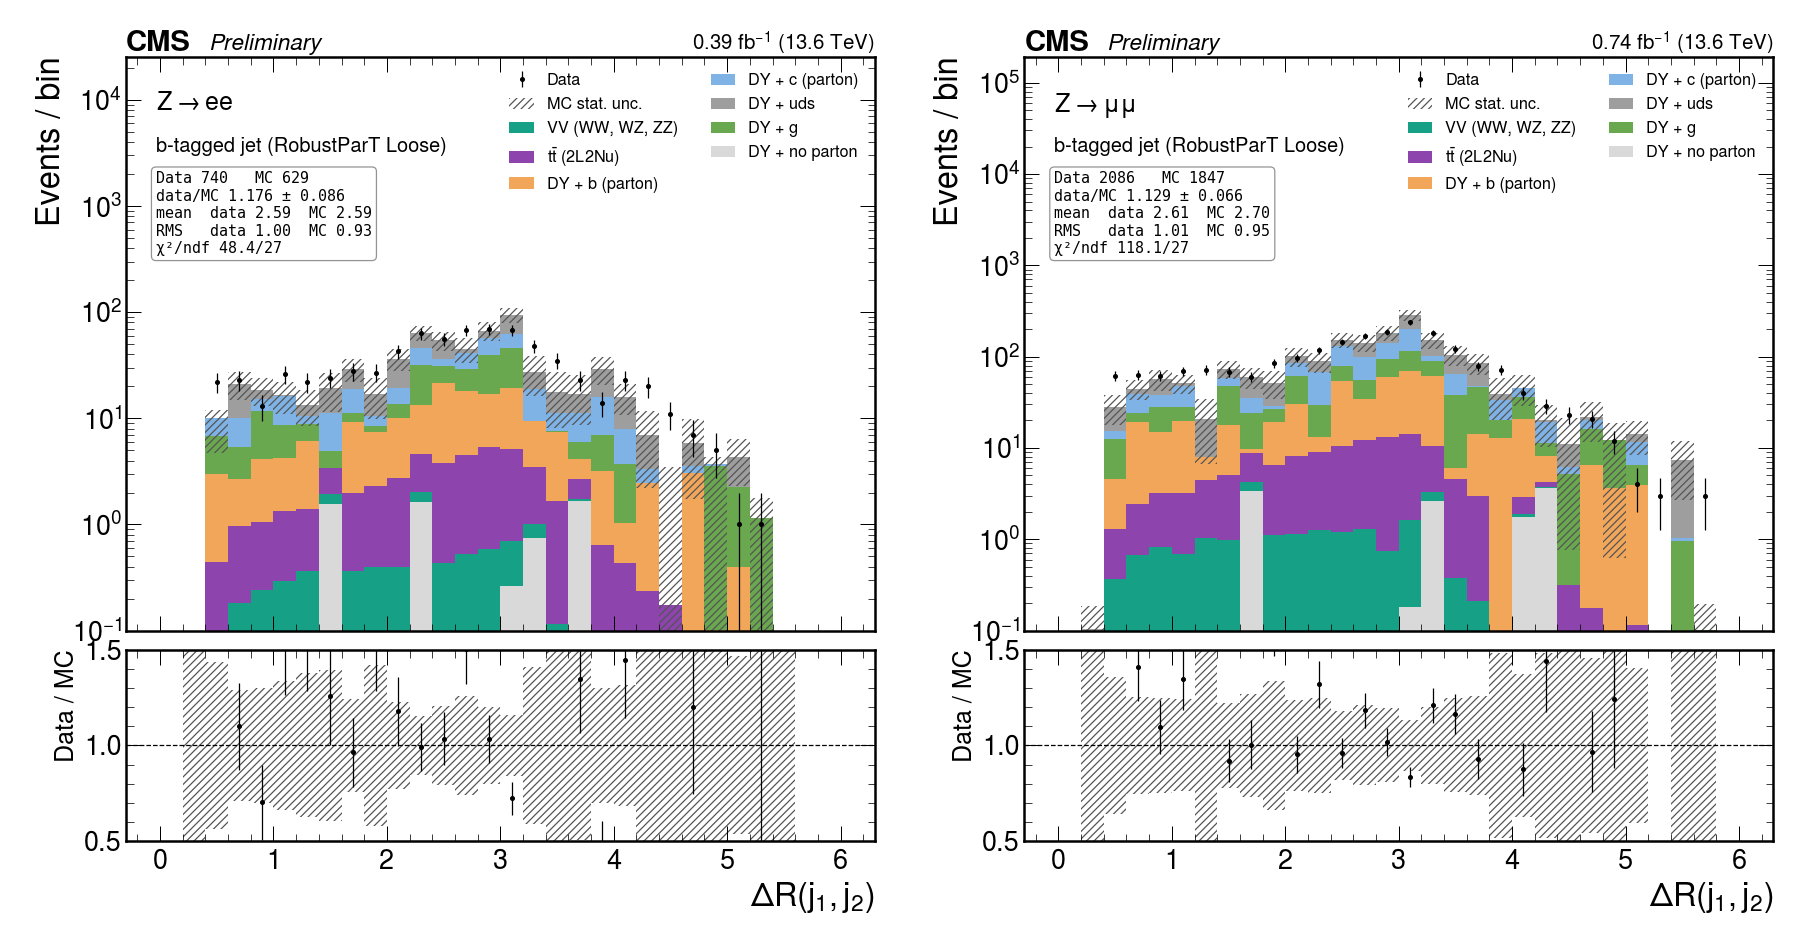 CMS Preliminary 0.39 fb⁻¹ (13.6 TeV)
Events / bin
Z → ee
b-tagged jet (RobustParT Loose)
Data 740 MC 629
data/MC 1.176 ± 0.086
mean data 2.59 MC 2.59
RMS data 1.00 MC 0.93
χ²/ndf 48.4/27
Data
MC stat. unc.
VV (WW, WZ, ZZ)
tt̄ (2L2Nu)
DY + b (parton)
DY + c (parton)
DY + uds
DY + g
DY + no parton
10⁴
10³
10²
10¹
10⁰
10⁻¹
Data / MC
1.5
1.0
0.5
0 1 2 3 4 5 6
ΔR(j₁, j₂)
CMS Preliminary 0.74 fb⁻¹ (13.6 TeV)
Events / bin
Z → μμ
b-tagged jet (RobustParT Loose)
Data 2086 MC 1847
data/MC 1.129 ± 0.066
mean data 2.61 MC 2.70
RMS data 1.01 MC 0.95
χ²/ndf 118.1/27
Data
MC stat. unc.
VV (WW, WZ, ZZ)
tt̄ (2L2Nu)
DY + b (parton)
DY + c (parton)
DY + uds
DY + g
DY + no parton
10⁵
10⁴
10³
10²
10¹
10⁰
10⁻¹
Data / MC
1.5
1.0
0.5
0 1 2 3 4 5 6
ΔR(j₁, j₂)